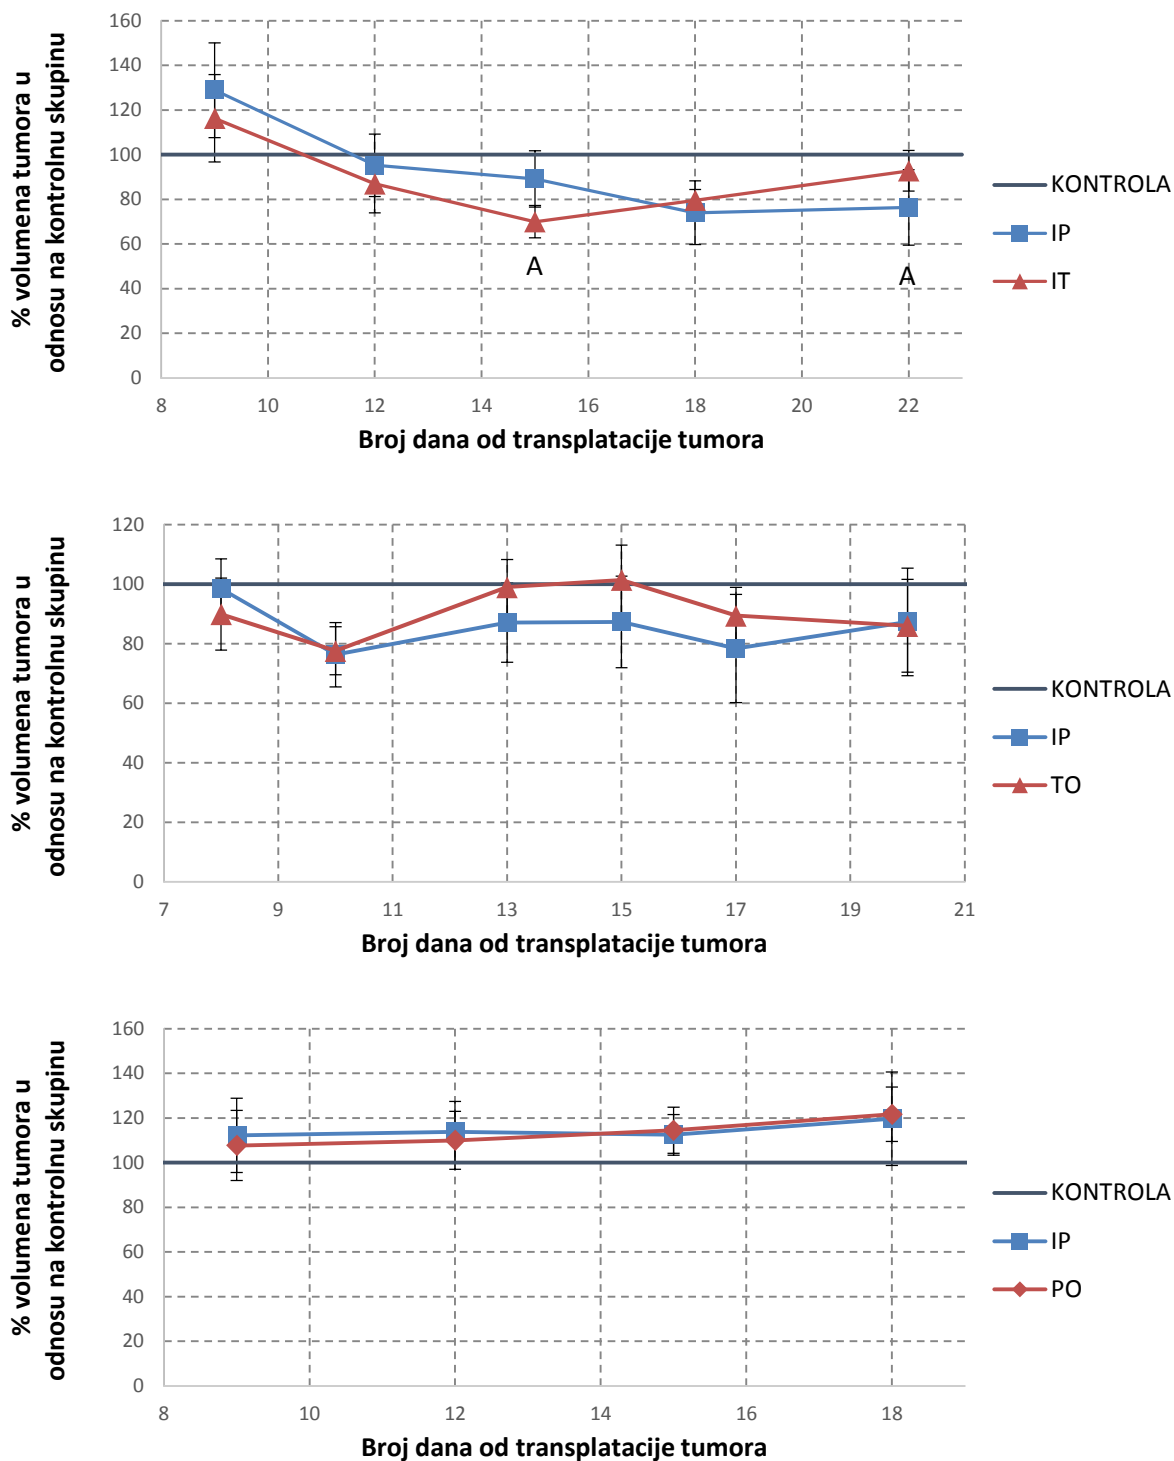 % volumena tumora u
odnosu na kontrolnu skupinu
160
140
120
100
80
60
40
20
0
A
A
8 10 12 14 16 18 20 22
Broj dana od transplatacije tumora
KONTROLA
IP
IT
% volumena tumora u
odnosu na kontrolnu skupinu
120
100
80
60
40
20
0
7 9 11 13 15 17 19 21
Broj dana od transplatacije tumora
KONTROLA
IP
TO
% volumena tumora u
odnosu na kontrolnu skupinu
160
140
120
100
80
60
40
20
0
8 10 12 14 16 18
Broj dana od transplatacije tumora
KONTROLA
IP
PO